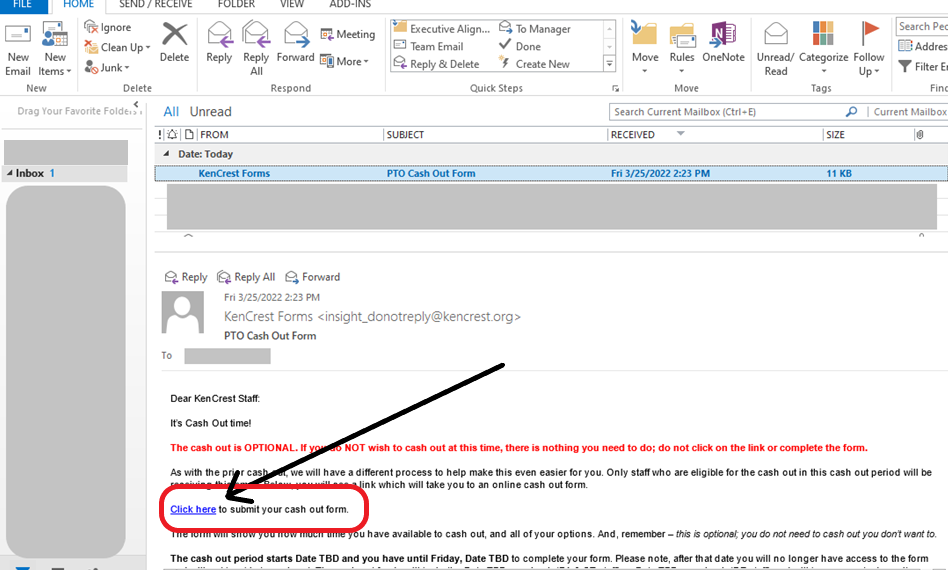 FILE HOME SEND / RECEIVE FOLDER VIEW ADD-INS
Ignore
Clean Up
Junk
New Email
New Items
Delete
Reply
Reply All
Forward
Meeting
More
Executive Align...
Team Email
Reply & Delete
To Manager
Done
Create New
Move
Rules
OneNote
Unread/ Read
Categorize
Follow Up
Search Peo
Addres
Filter Em
New Delete Respond Quick Steps Move Tags Find
Drag Your Favorite Folders
Inbox 1
All Unread
Search Current Mailbox (Ctrl+E) Current Mailbox
! FROM SUBJECT RECEIVED SIZE
Date: Today
KenCrest Forms PTO Cash Out Form Fri 3/25/2022 2:23 PM 11 KB
Reply Reply All Forward
Fri 3/25/2022 2:23 PM
KenCrest Forms <insight_donotreply@kencrest.org>
PTO Cash Out Form
To
Dear KenCrest Staff:
It's Cash Out time!
The cash out is OPTIONAL. If you do NOT wish to cash out at this time, there is nothing you need to do; do not click on the link or complete the form.
As with the prior cash out, we will have a different process to help make this even easier for you. Only staff who are eligible for the cash out in this cash out period will be
receiving this Below, you will see a link which will take you to an online cash out form.
Click here to submit your cash out form.
The form will show you how much time you have available to cash out, and all of your options. And, remember – this is optional; you do not need to cash out if you don't want to.
The cash out period starts Date TBD and you have until Friday, Date TBD to complete your form. Please note, after that date you will no longer have access to the form